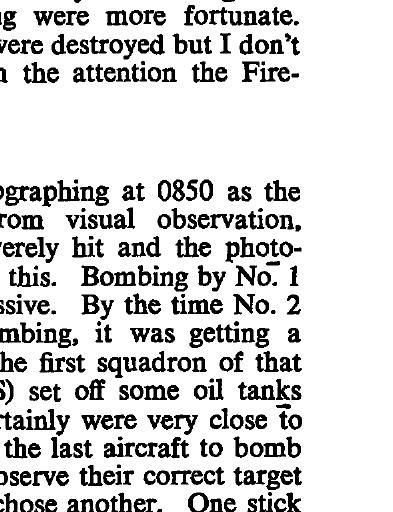 g were more fortunate.
were destroyed but I don't
the attention the Fire-
ographing at 0850 as the
rom visual observation,
verely hit and the photo-
this. Bombing by No. 1
ssive. By the time No. 2
mbing, it was getting a
he first squadron of that
S) set off some oil tanks
rtainly were very close to
the last aircraft to bomb
bserve their correct target
chose another. One stick